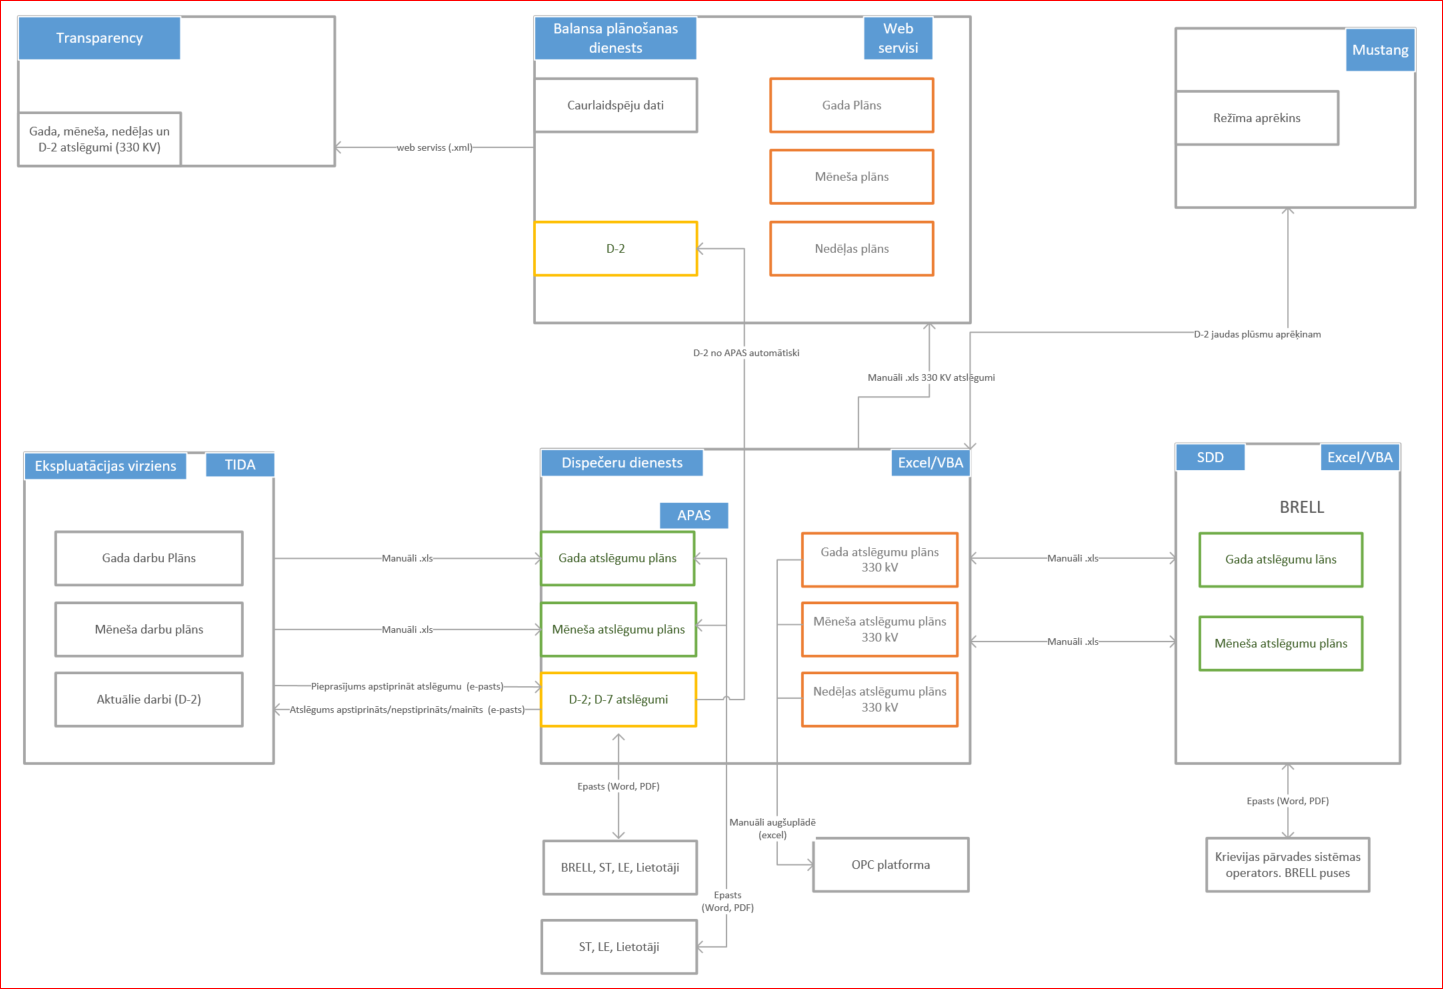 Transparency
Gada, mēneša, nedēļas un
D-2 atslēgumi (330 KV)
web serviss (.xml)
Balansa plānošanas
dienests
Web
servisi
Caurlaidspēju dati
Gada Plāns
Mēneša plāns
D-2
Nedēļas plāns
Mustang
Režīma aprēkins
D-2 jaudas plūsmu aprēķinam
D-2 no APAS automātiski
Manuāli .xls 330 KV atslēgumi
Ekspluatācijas virziens
TIDA
Gada darbu Plāns
Mēneša darbu plāns
Aktuālie darbi (D-2)
Manuāli .xls
Manuāli .xls
Pieprasījums apstiprināt atslēgumu (e-pasts)
Atslēgums apstiprināts/nepstiprināts/mainīts (e-pasts)
Dispečeru dienests
Excel/VBA
APAS
Gada atslēgumu plāns
Mēneša atslēgumu plāns
D-2; D-7 atslēgumi
Gada atslēgumu plāns
330 kV
Mēneša atslēgumu plāns
330 kV
Nedēļas atslēgumu plāns
330 kV
Manuāli .xls
Manuāli .xls
SDD
Excel/VBA
BRELL
Gada atslēgumu lāns
Mēneša atslēgumu plāns
Epasts (Word, PDF)
Manuāli augšuplādē
(excel)
Epasts (Word, PDF)
BRELL, ST, LE, Lietotāji
OPC platforma
Krievijas pārvades sistēmas
operators. BRELL puses
Epasts
(Word, PDF)
ST, LE, Lietotāji